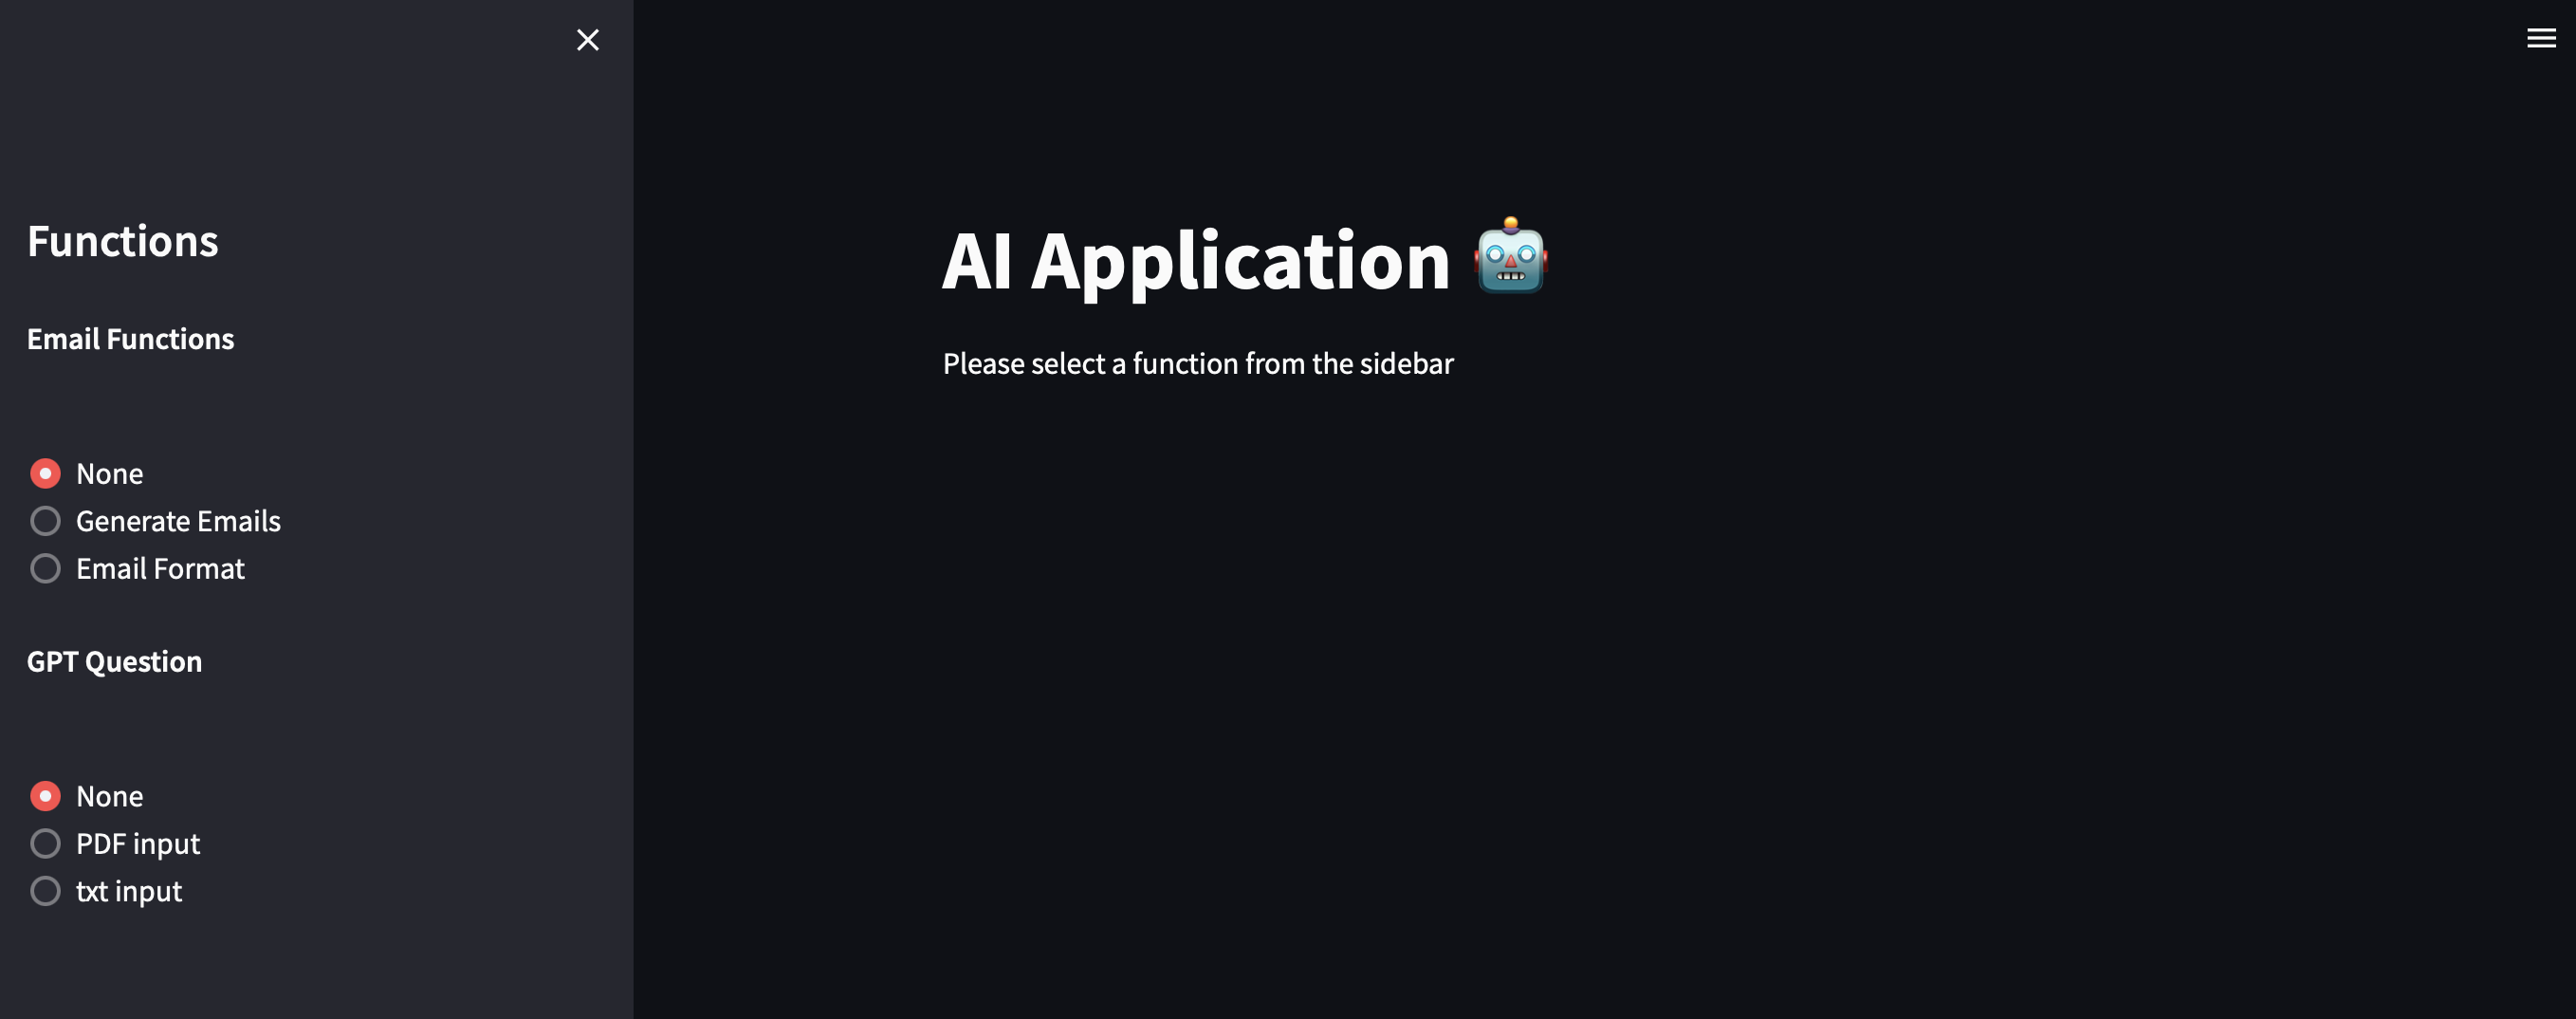 Functions
Email Functions
None
Generate Emails
Email Format
GPT Question
None
PDF input
txt input
AI Application 🤖
Please select a function from the sidebar